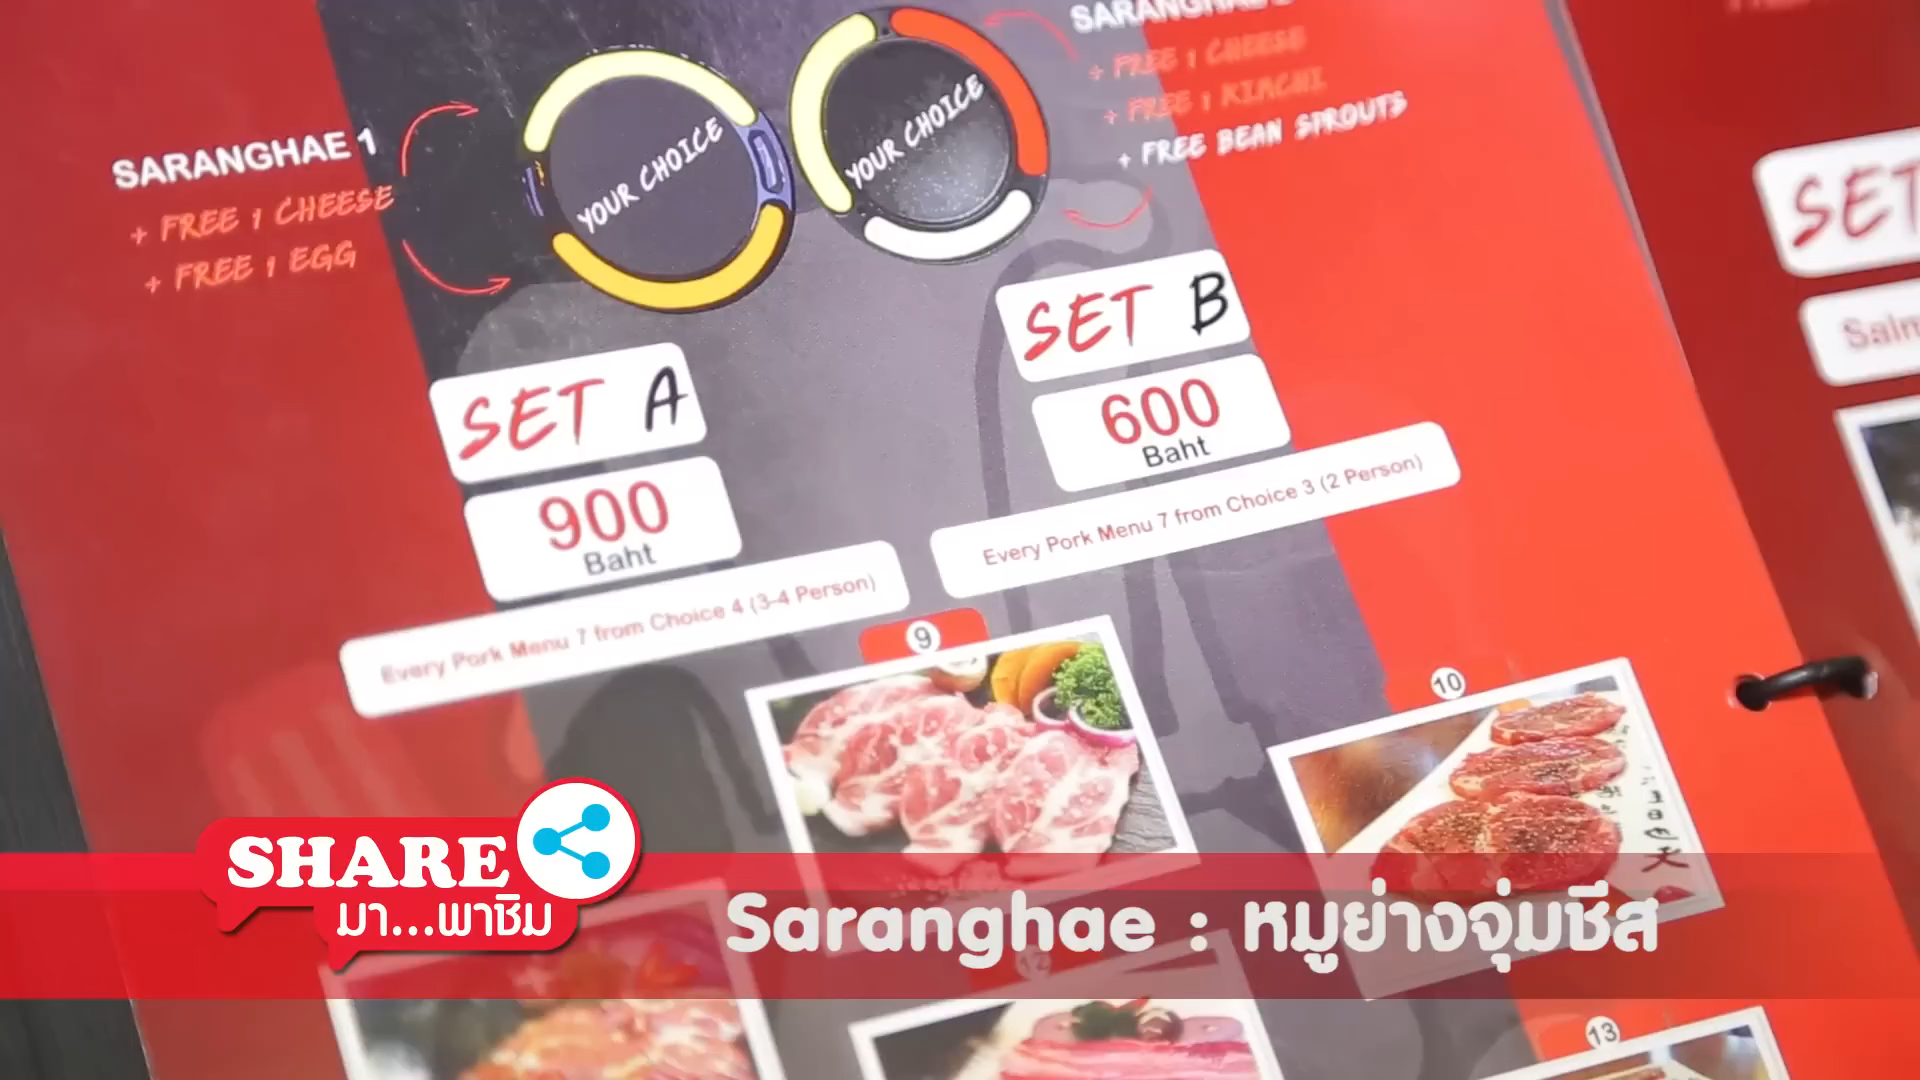 SARANGHAE 1
+ FREE 1 CHEESE
+ FREE 1 EGG
YOUR CHOICE
YOUR CHOICE
SARANGHAE
+ FREE 1 CHEESE
+ FREE 1 KIMCHI
+ FREE BEAN SPROUTS
SET A
900
Baht
Every Pork Menu 7 from Choice 4 (3-4 Person)
SET B
600
Baht
Every Pork Menu 7 from Choice 3 (2 Person)
SET
9
10
12
13
SHARE
มา...พาชิม
Saranghae : หมูย่างจุ่มชีส